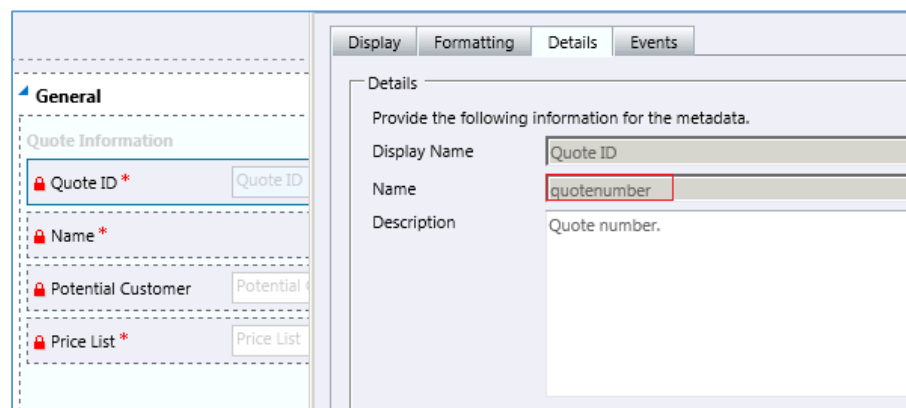 General
Quote Information
Quote ID * Quote ID
Name *
Potential Customer Potential
Price List * Price List
Display Formatting Details Events
Details
Provide the following information for the metadata.
Display Name Quote ID
Name quotenumber
Description Quote number.